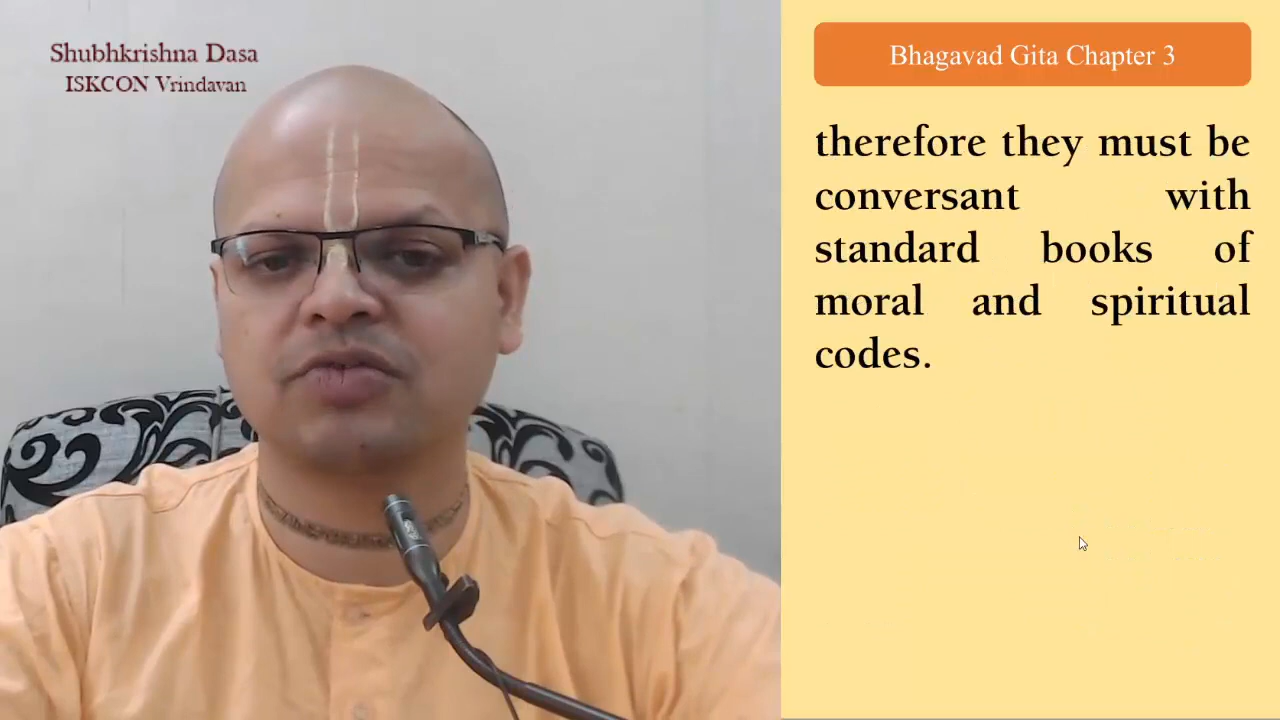 Shubhkrishna Dasa
ISKCON Vrindavan
Bhagavad Gita Chapter 3
therefore they must be
conversant with
standard books of
moral and spiritual
codes.